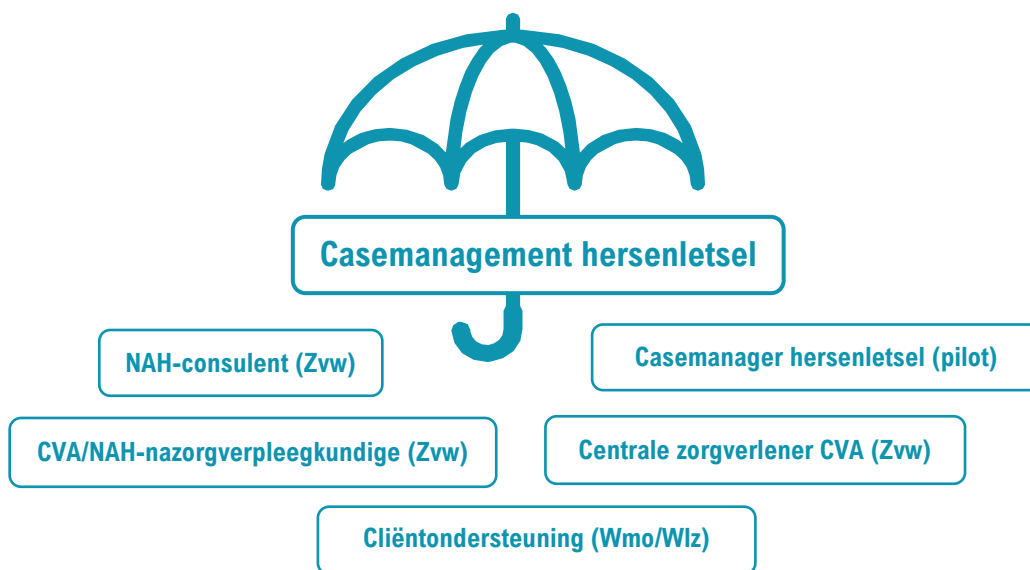 Casemanagement hersenletsel
NAH-consulent (Zvw)
Casemanager hersenletsel (pilot)
CVA/NAH-nazorgverpleegkundige (Zvw)
Centrale zorgverlener CVA (Zvw)
Cliëntondersteuning (Wmo/Wlz)